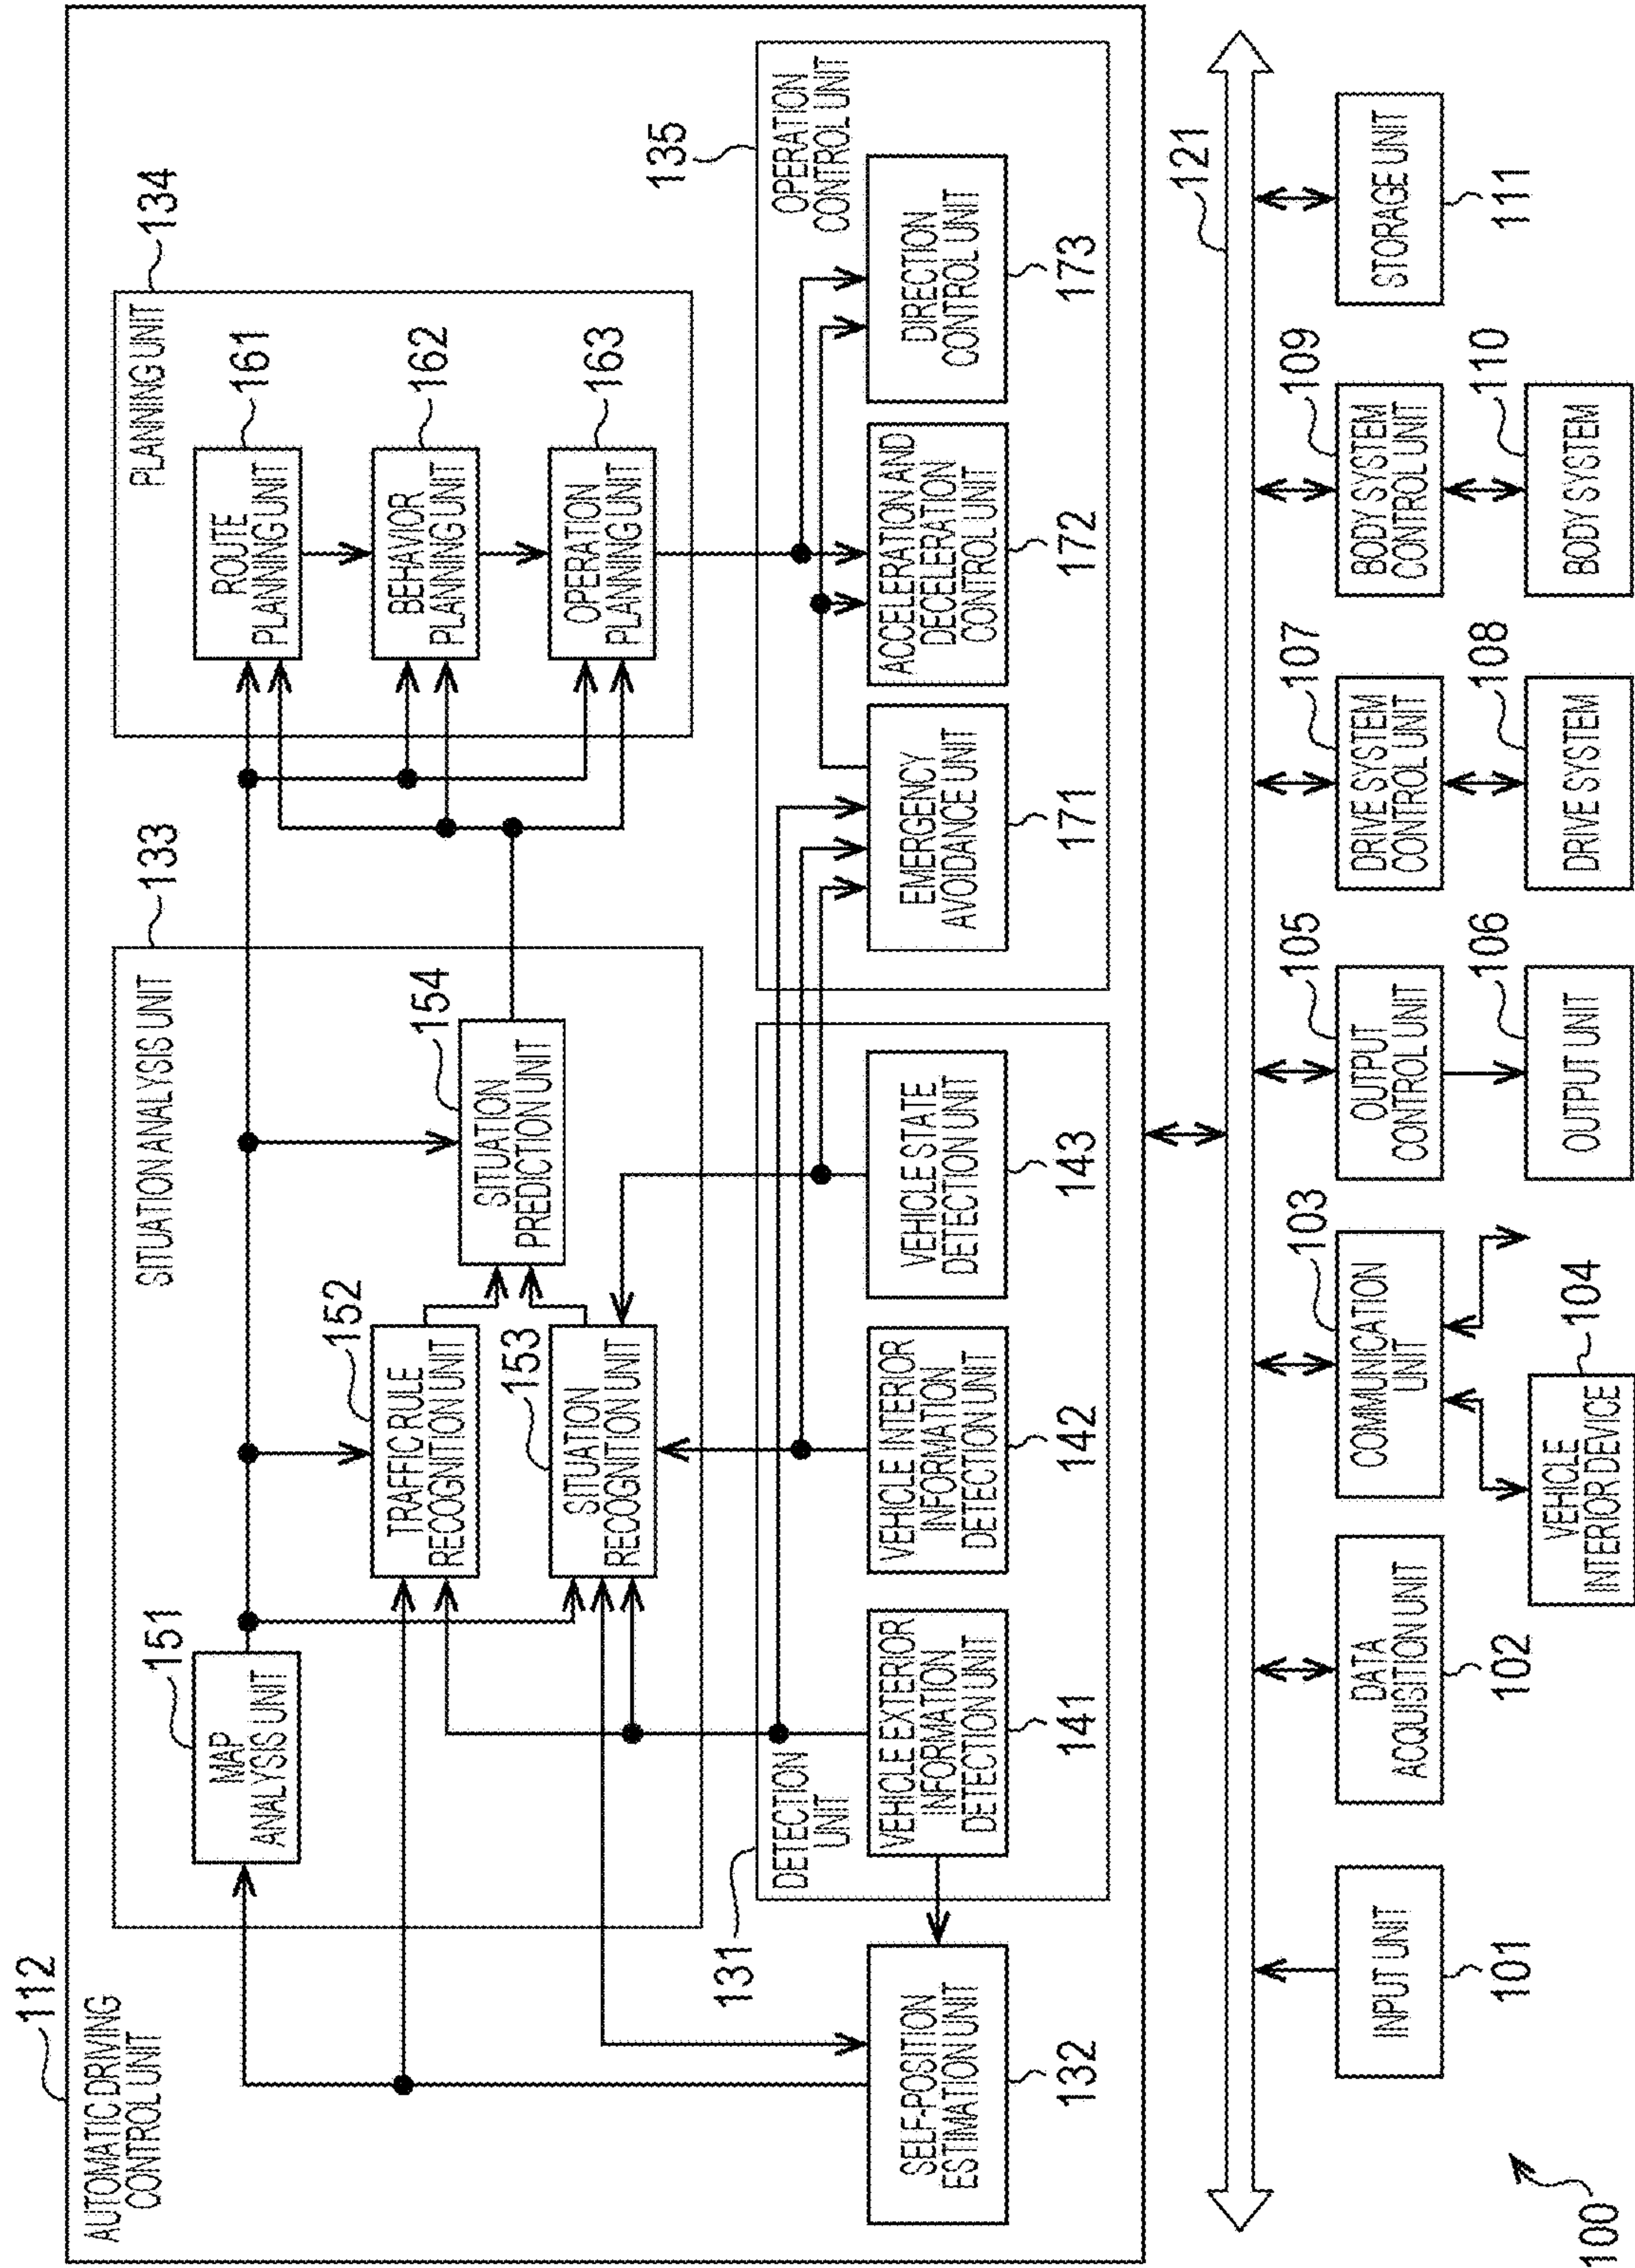 112
AUTOMATIC DRIVING
CONTROL UNIT
133
SITUATION ANALYSIS UNIT
151
MAP
ANALYSIS UNIT
152
TRAFFIC RULE
RECOGNITION UNIT
153
SITUATION
RECOGNITION UNIT
154
SITUATION
PREDICTION UNIT
134
PLANNING UNIT
161
ROUTE
PLANNING UNIT
162
BEHAVIOR
PLANNING UNIT
163
OPERATION
PLANNING UNIT
132
SELF-POSITION
ESTIMATION UNIT
131
DETECTION
UNIT
VEHICLE EXTERIOR
INFORMATION
DETECTION UNIT
141
VEHICLE INTERIOR
INFORMATION
DETECTION UNIT
142
VEHICLE STATE
DETECTION UNIT
143
135
OPERATION
CONTROL UNIT
EMERGENCY
AVOIDANCE UNIT
171
ACCELERATION AND
DECELERATION
CONTROL UNIT
172
DIRECTION
CONTROL UNIT
173
121
INPUT UNIT
101
DATA
ACQUISITION UNIT
102
103
COMMUNICATION
UNIT
104
VEHICLE
INTERIOR DEVICE
105
OUTPUT
CONTROL UNIT
106
OUTPUT UNIT
107
DRIVE SYSTEM
CONTROL UNIT
108
DRIVE SYSTEM
109
BODY SYSTEM
CONTROL UNIT
110
BODY SYSTEM
STORAGE UNIT
111
100